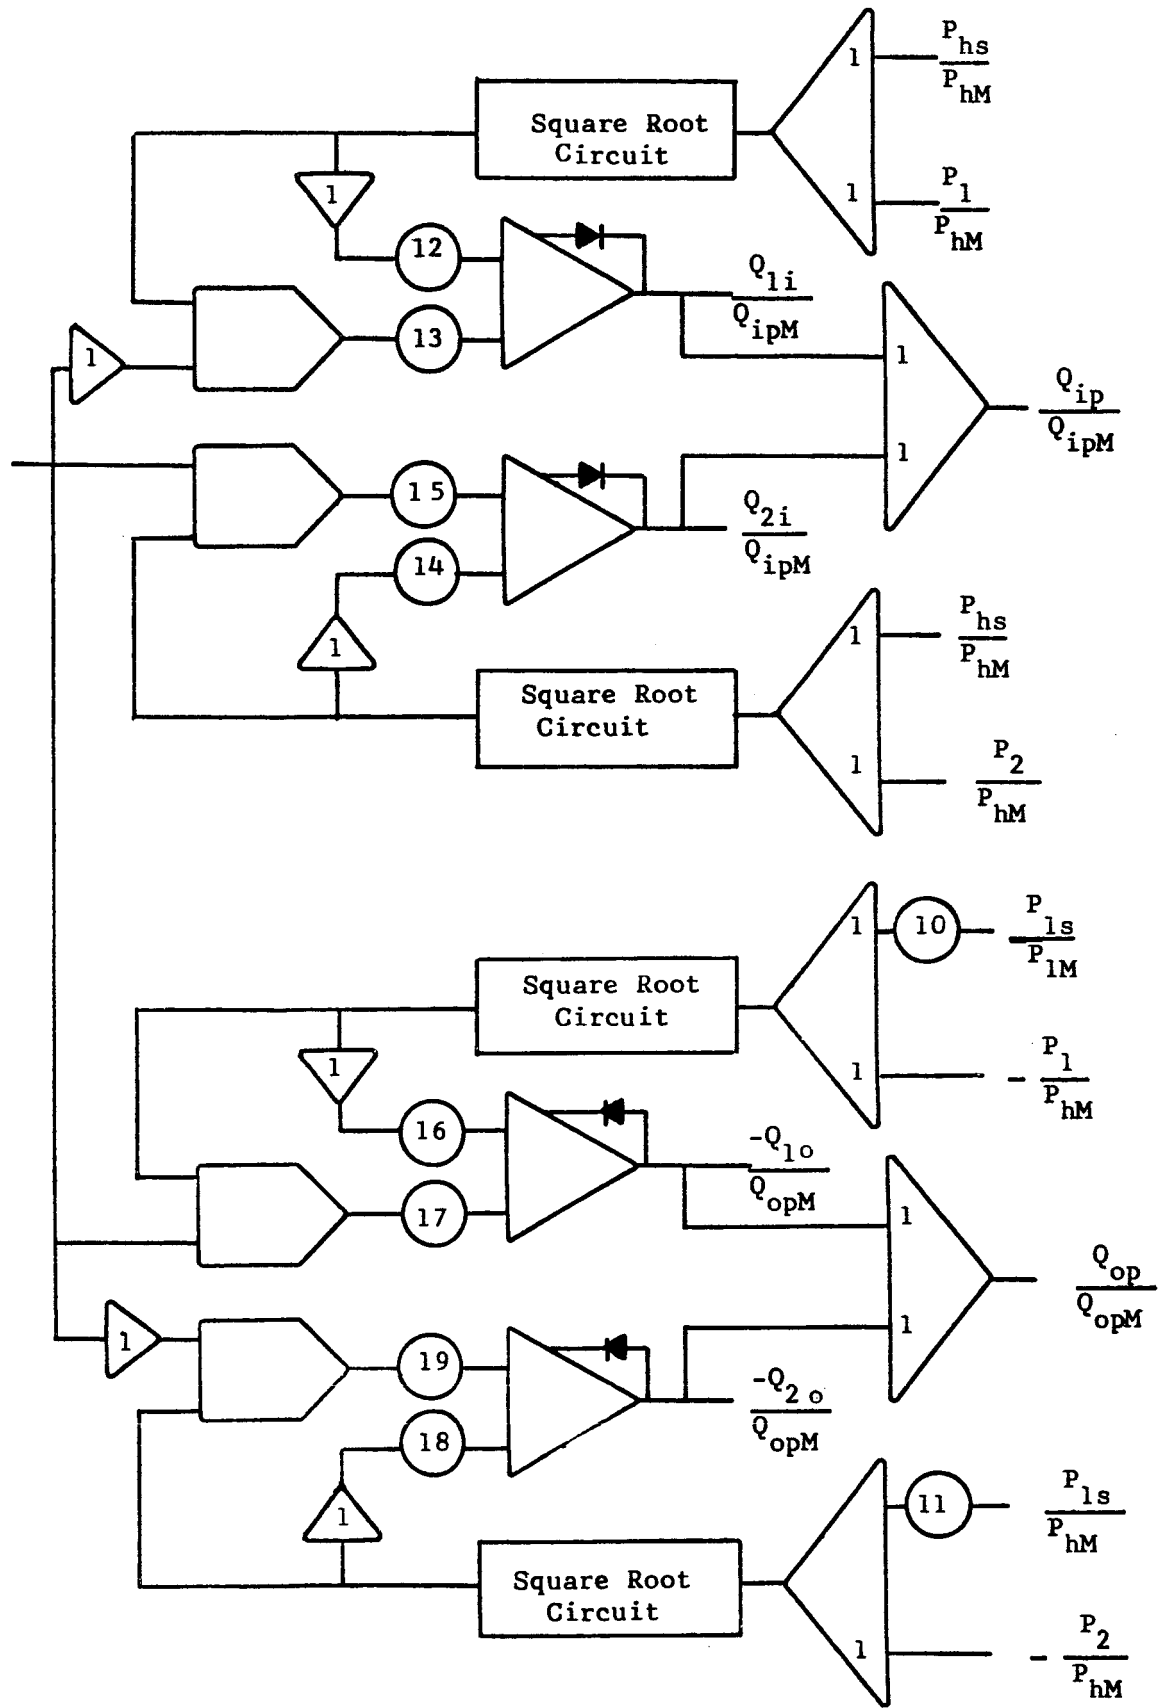 P_hs
P_hM
1
Square Root
Circuit
1
1
P_1
P_hM
12
Q_1i
Q_ipM
13
1
1
Q_ip
Q_ipM
1
15
Q_2i
Q_ipM
14
1
P_hs
P_hM
1
Square Root
Circuit
P_2
P_hM
1
10
P_ls
P_lM
1
Square Root
Circuit
1
1
- P_1
P_hM
16
-Q_1o
Q_opM
17
1
Q_op
Q_opM
1
1
19
-Q_2o
Q_opM
18
1
11
P_ls
P_hM
Square Root
Circuit
1
- P_2
P_hM